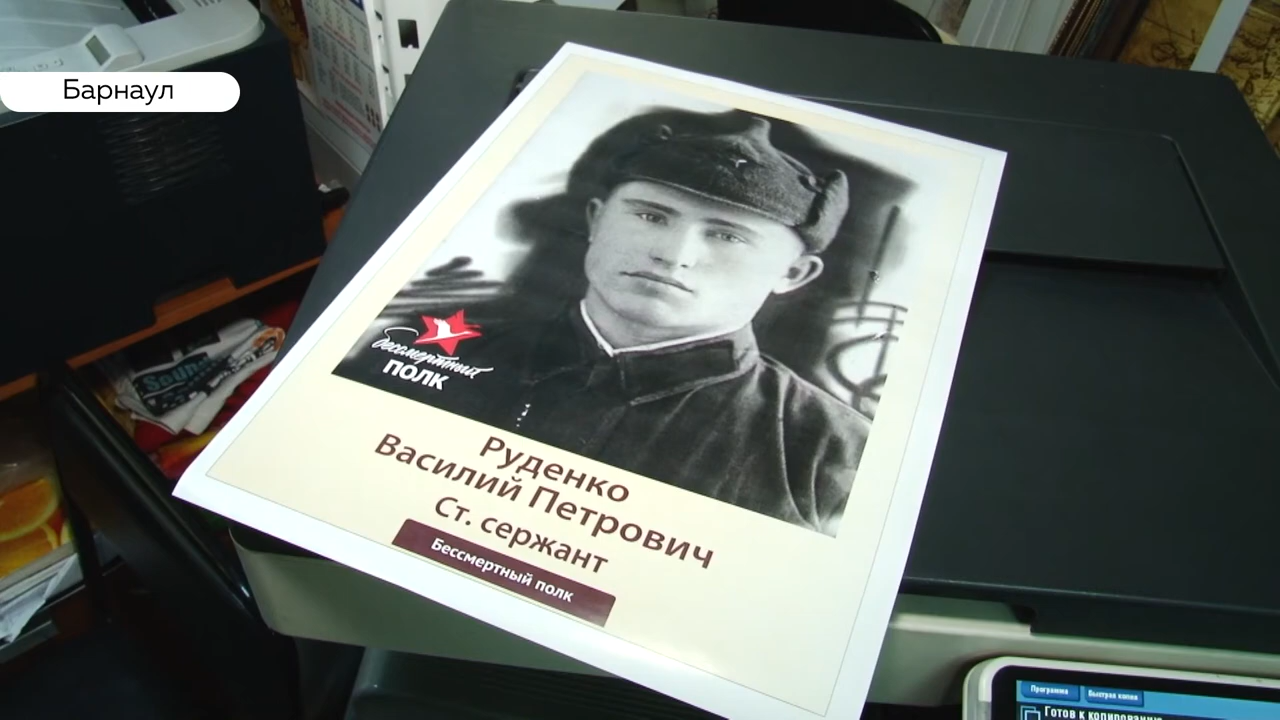 Барнаул
бессмертный
ПОЛК
Руденко
Василий Петрович
Ст. сержант
Бессмертный полк
Программа
Быстрая копия
Готов к копированию